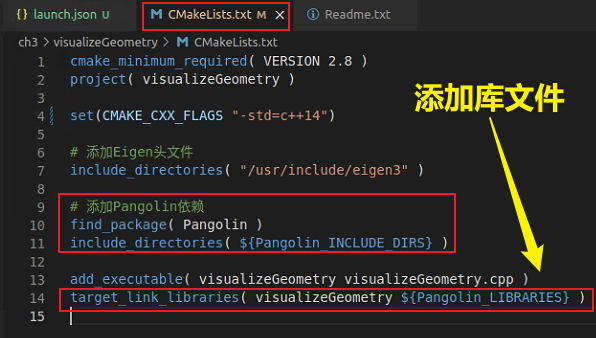 launch.json U
CMakeLists.txt M
Readme.txt
ch3 > visualizeGeometry > CMakeLists.txt
1 cmake_minimum_required( VERSION 2.8 )
2 project( visualizeGeometry )
3
4 set(CMAKE_CXX_FLAGS "-std=c++14")
5
6 # 添加Eigen头文件
7 include_directories( "/usr/include/eigen3" )
8
9 # 添加Pangolin依赖
10 find_package( Pangolin )
11 include_directories( ${Pangolin_INCLUDE_DIRS} )
12
13 add_executable( visualizeGeometry visualizeGeometry.cpp )
14 target_link_libraries( visualizeGeometry ${Pangolin_LIBRARIES} )
15
添加库文件